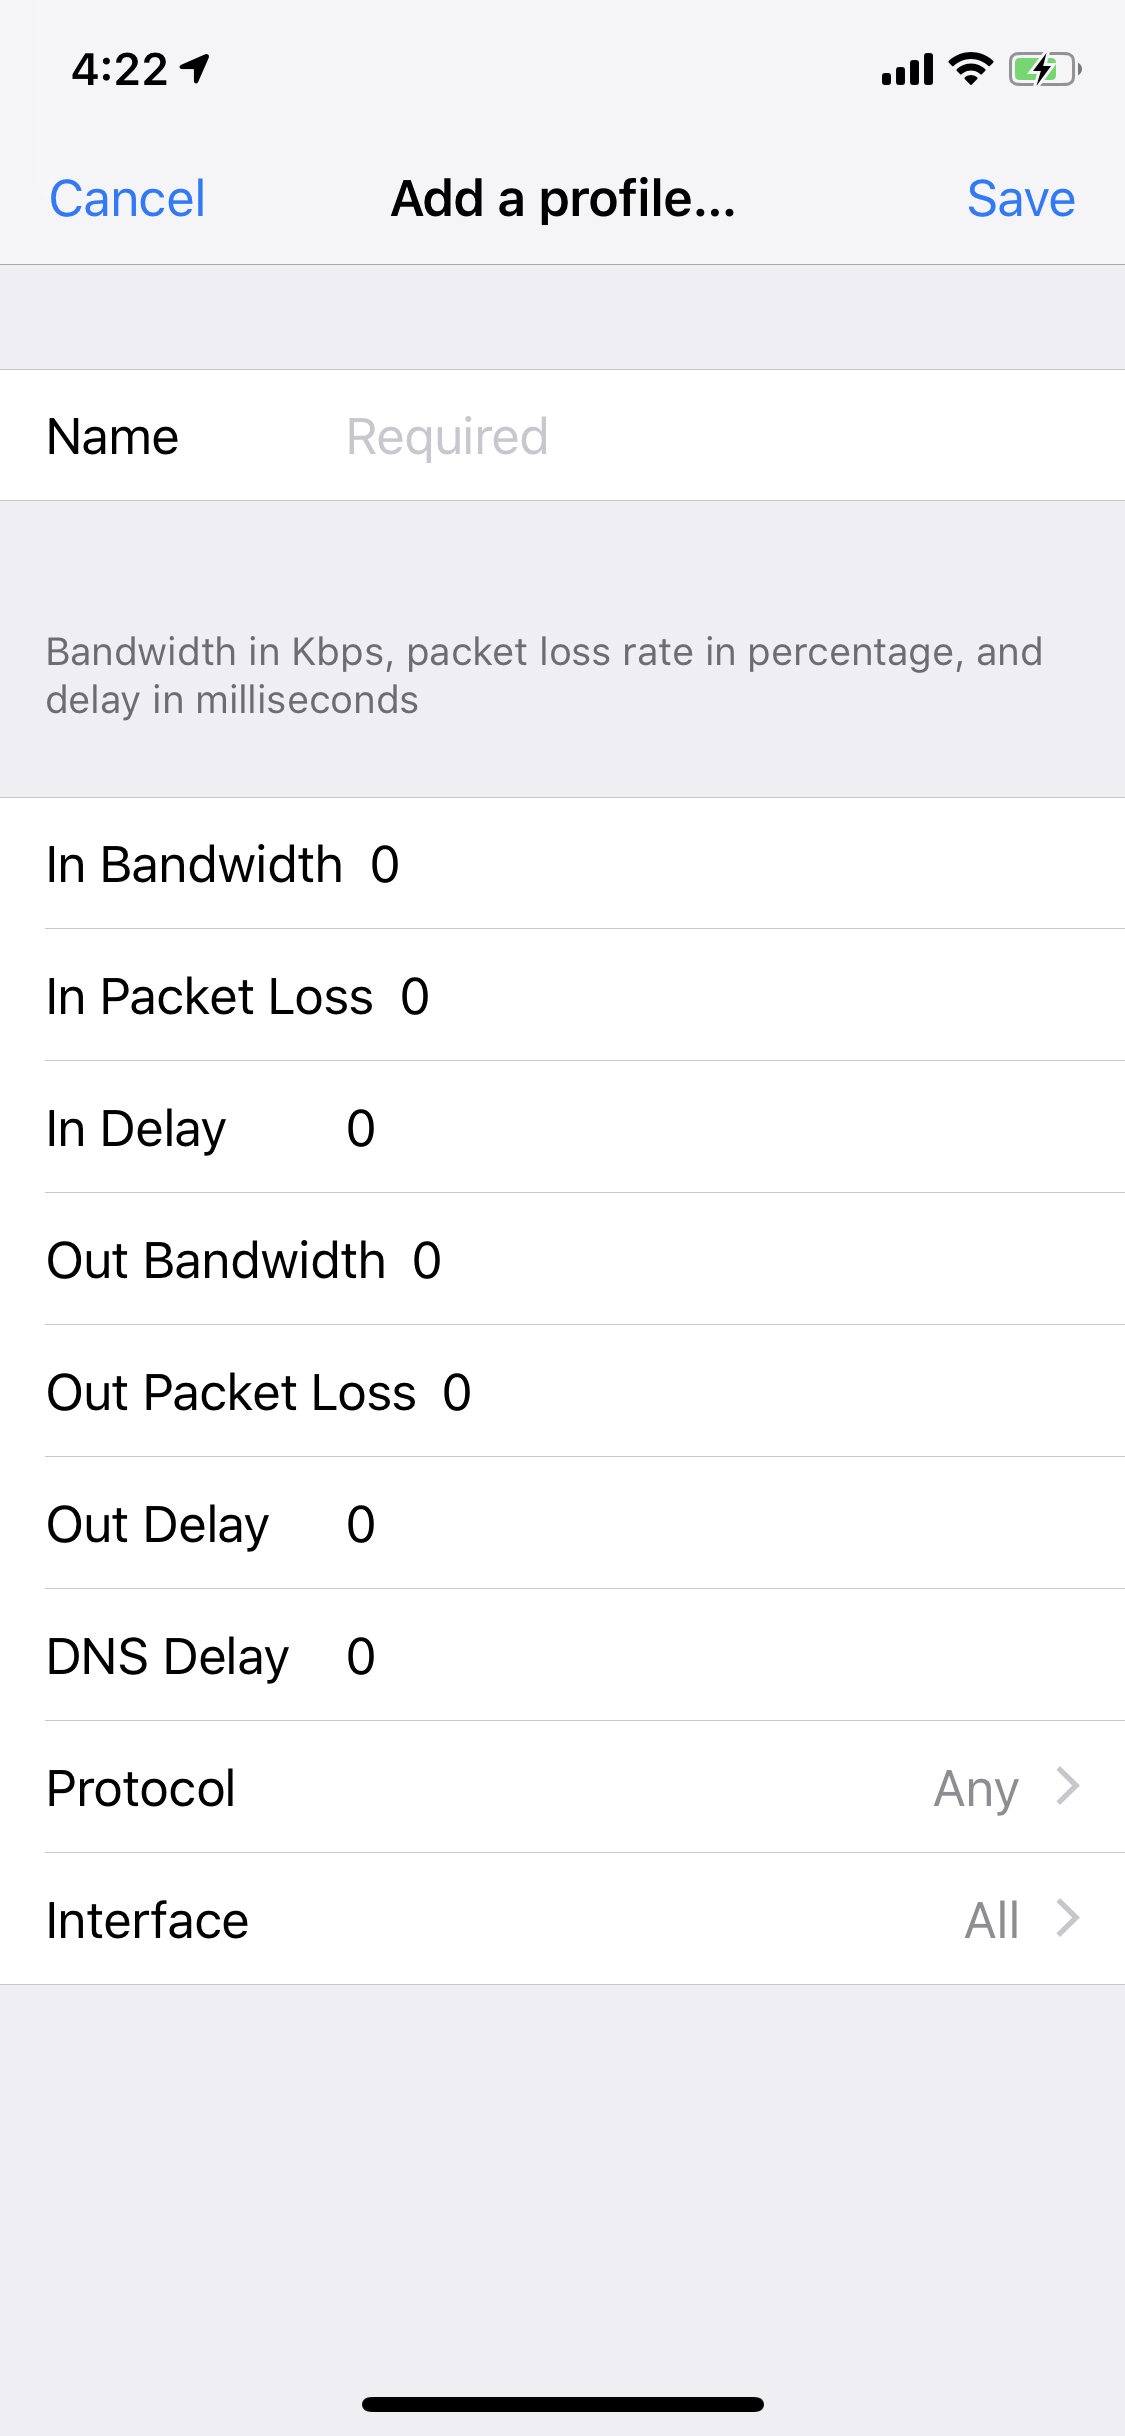 4:22
Cancel Add a profile... Save
Name Required
Bandwidth in Kbps, packet loss rate in percentage, and
delay in milliseconds
In Bandwidth 0
In Packet Loss 0
In Delay 0
Out Bandwidth 0
Out Packet Loss 0
Out Delay 0
DNS Delay 0
Protocol Any
Interface All